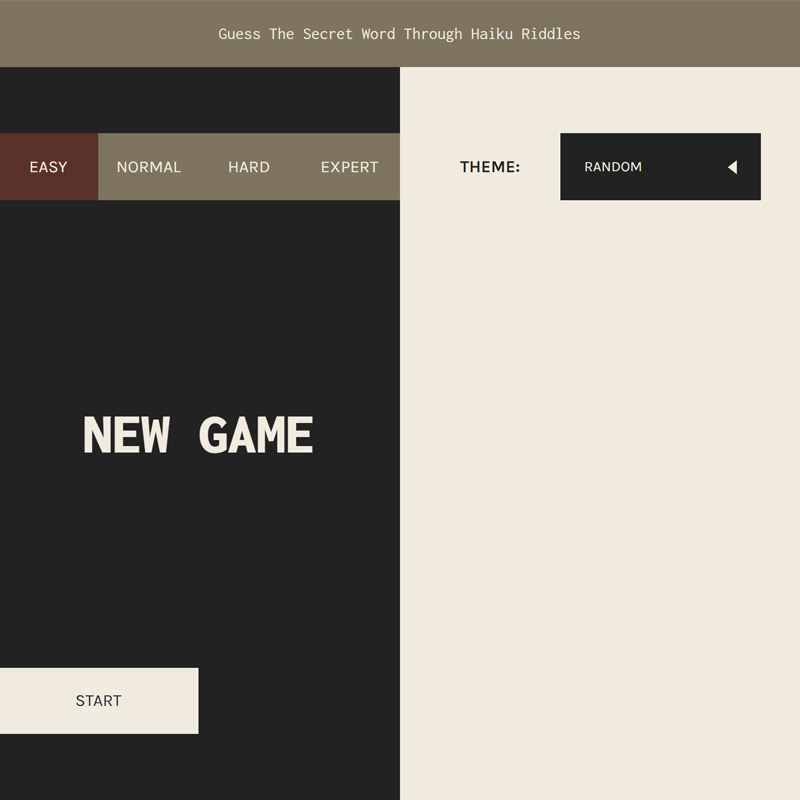 Guess The Secret Word Through Haiku Riddles
EASY NORMAL HARD EXPERT
THEME: RANDOM
NEW GAME
START